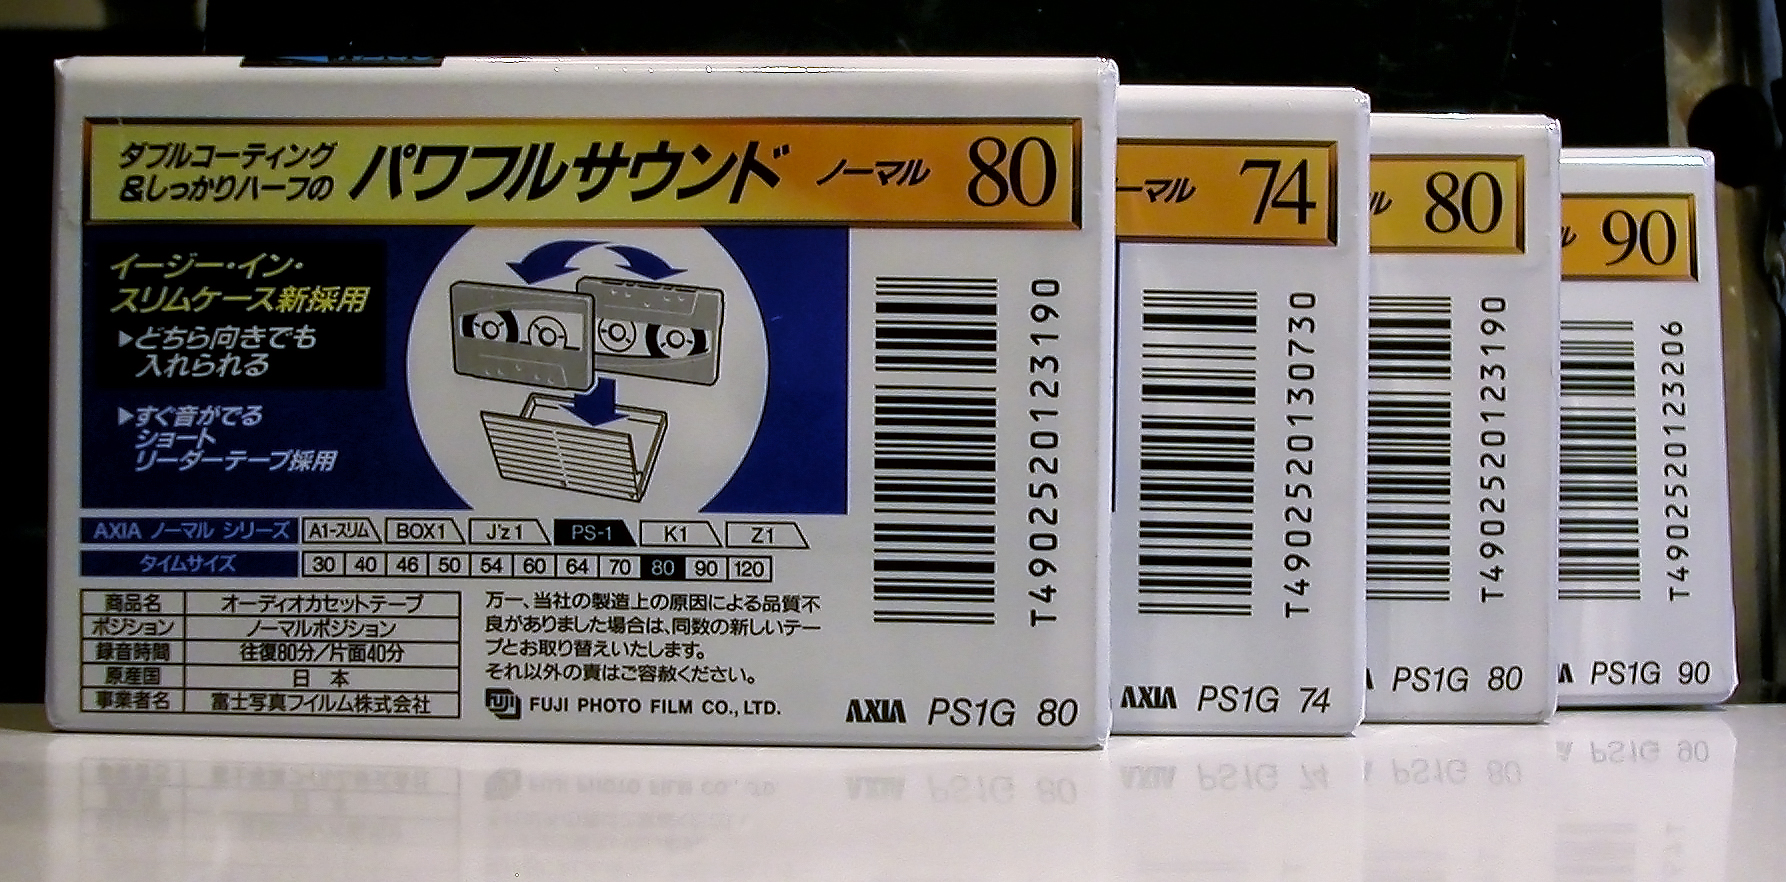 ダブルコーティング
&しっかりハーフの
パワフルサウンド ノーマル 80
イージー・イン・
スリムケース新採用
▶どちら向きでも
入れられる
▶すぐ音がでる
ショート
リーダーテープ採用
AXIA ノーマル シリーズ A1-スリム BOX1 J'z1 PS-1 K1 Z1
タイムサイズ 30 40 46 50 54 60 64 70 80 90 120
商品名 オーディオカセットテープ
ポジション ノーマルポジション
録音時間 往復80分/片面40分
原産国 日本
事業者名 富士写真フイルム株式会社
万一、当社の製造上の原因による品質不
良がありました場合は、同数の新しいテー
プとお取り替えいたします。
それ以外の責はご容赦ください。
FUJI FUJI PHOTO FILM CO., LTD.
T4902520123190
AXIA PS1G 80
ーマル 74
T4902520130730
AXIA PS1G 74
ル 80
T4902520123190
A PS1G 80
ル 90
T4902520123206
IA PS1G 90